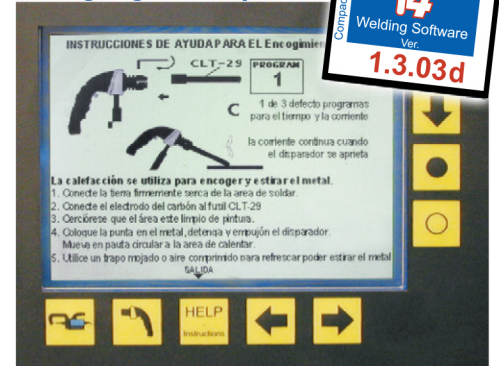 Compac
14
Welding Software
Ver.
1.3.03d
INSTRUCCIONES DE AYUDA PARA EL Encogimie
CLT-29
PROGRAM
1
C
1 de 3 defecto programas
para el tiempo y la corriente
la corriente continua cuando
el disparador se aprieta
La calefacción se utiliza para encoger y estirar el metal.
1. Conecte la tierra firmemente serca de la area de soldar.
2. Conecte el electrodo del carbón al fusil CLT-29
3. Cerciórese que el área este limpio de pintura.
4. Coloque la punta en el metal, detenga y empujón el disparador.
Mueva en pauta circular a la area de calentar.
5. Utilice un trapo mojado o aire comprimido para refrescar poder estirar el metal
SALIDA
HELP
-
Instructions